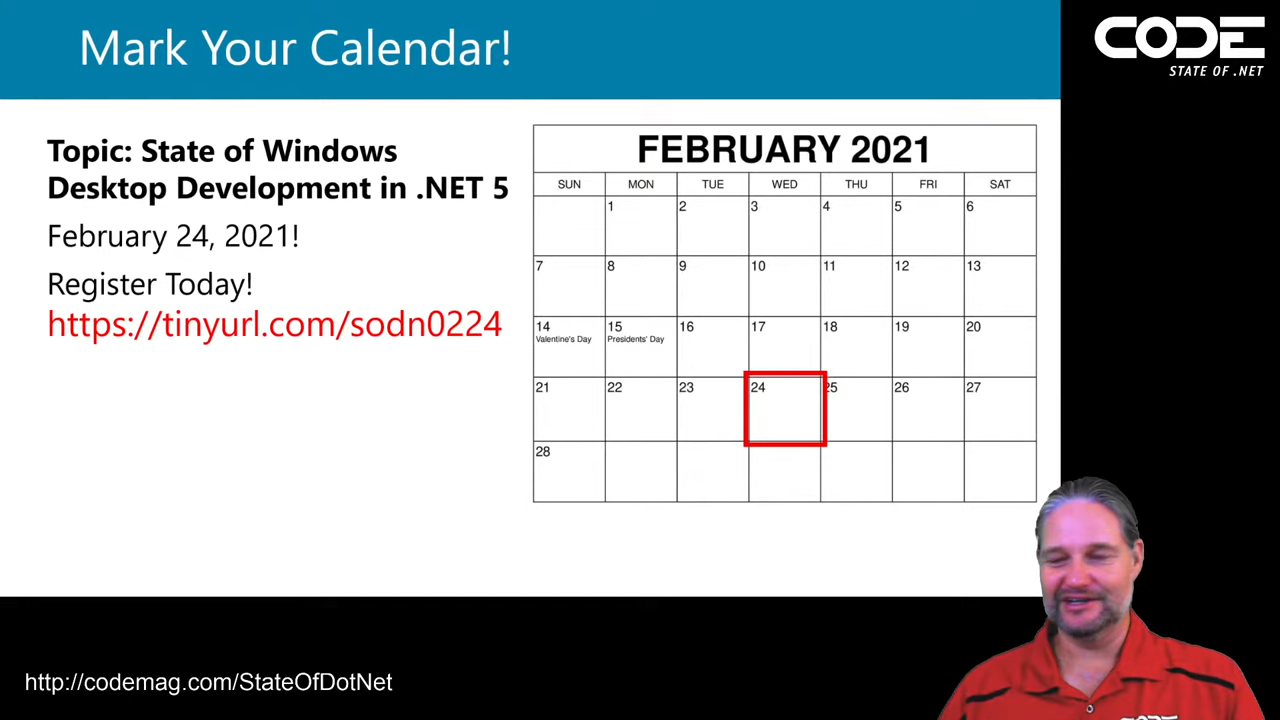 Mark Your Calendar!
CODE
STATE OF .NET
Topic: State of Windows
Desktop Development in .NET 5
February 24, 2021!
Register Today!
https://tinyurl.com/sodn0224
FEBRUARY 2021
SUN MON TUE WED THU FRI SAT
1 2 3 4 5 6
7 8 9 10 11 12 13
14 15 16 17 18 19 20
Valentine's Day Presidents' Day
21 22 23 24 25 26 27
28
http://codemag.com/StateOfDotNet
CODE